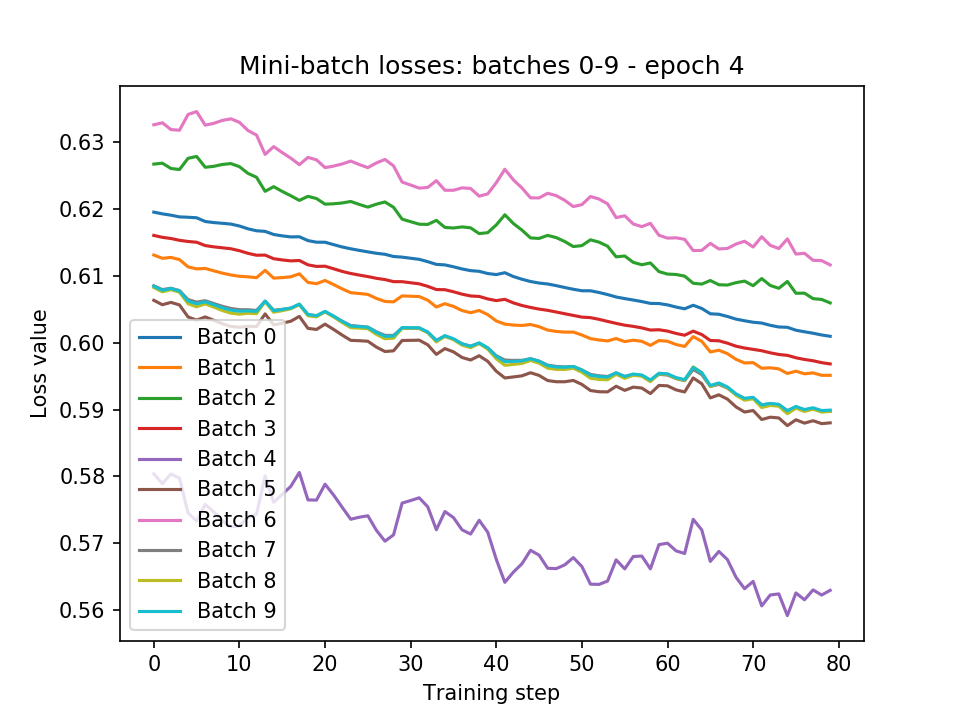 Mini-batch losses: batches 0-9 - epoch 4
Loss value
0.63
0.62
0.61
0.60
0.59
0.58
0.57
0.56
Batch 0
Batch 1
Batch 2
Batch 3
Batch 4
Batch 5
Batch 6
Batch 7
Batch 8
Batch 9
0 10 20 30 40 50 60 70 80
Training step